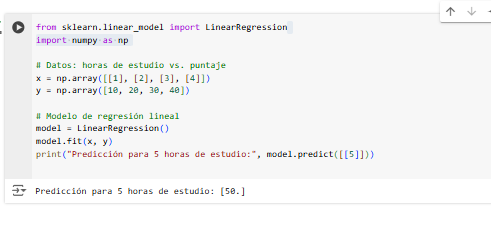 from sklearn.linear_model import LinearRegression
import numpy as np
# Datos: horas de estudio vs. puntaje
x = np.array([[1], [2], [3], [4]])
y = np.array([10, 20, 30, 40])
# Modelo de regresión lineal
model = LinearRegression()
model.fit(x, y)
print("Predicción para 5 horas de estudio:", model.predict([[5]]))
Predicción para 5 horas de estudio: [50.]